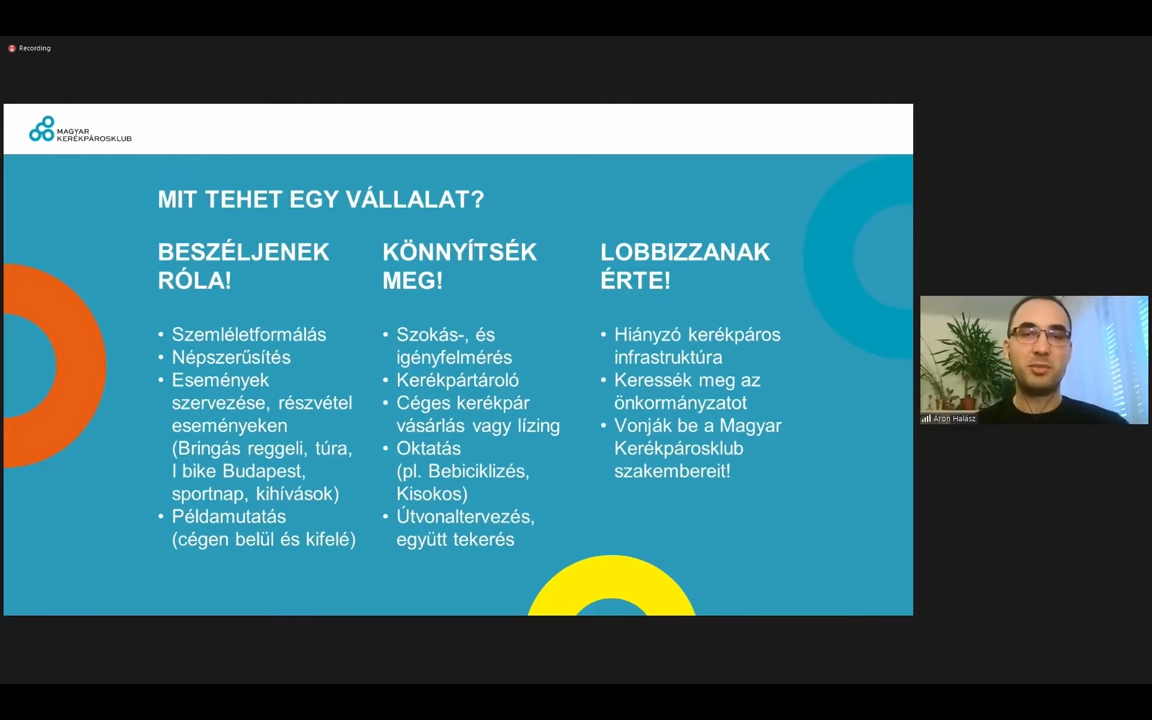 Recording
MAGYAR
KERÉKPÁROSKLUB
MIT TEHET EGY VÁLLALAT?
BESZÉLJENEK
RÓLA!
• Szemléletformálás
• Népszerűsítés
• Események
szervezése, részvétel
eseményeken
(Bringás reggeli, túra,
I bike Budapest,
sportnap, kihívások)
• Példamutatás
(cégen belül és kifelé)
KÖNNYÍTSÉK
MEG!
• Szokás-, és
igényfelmérés
• Kerékpártároló
• Céges kerékpár
vásárlás vagy lízing
• Oktatás
(pl. Bebiciklizés,
Kisokos)
• Útvonaltervezés,
együtt tekerés
LOBBIZZANAK
ÉRTE!
• Hiányzó kerékpáros
infrastruktúra
• Keressék meg az
önkormányzatot
• Vonják be a Magyar
Kerékpárosklub
szakembereit!
Áron Halász